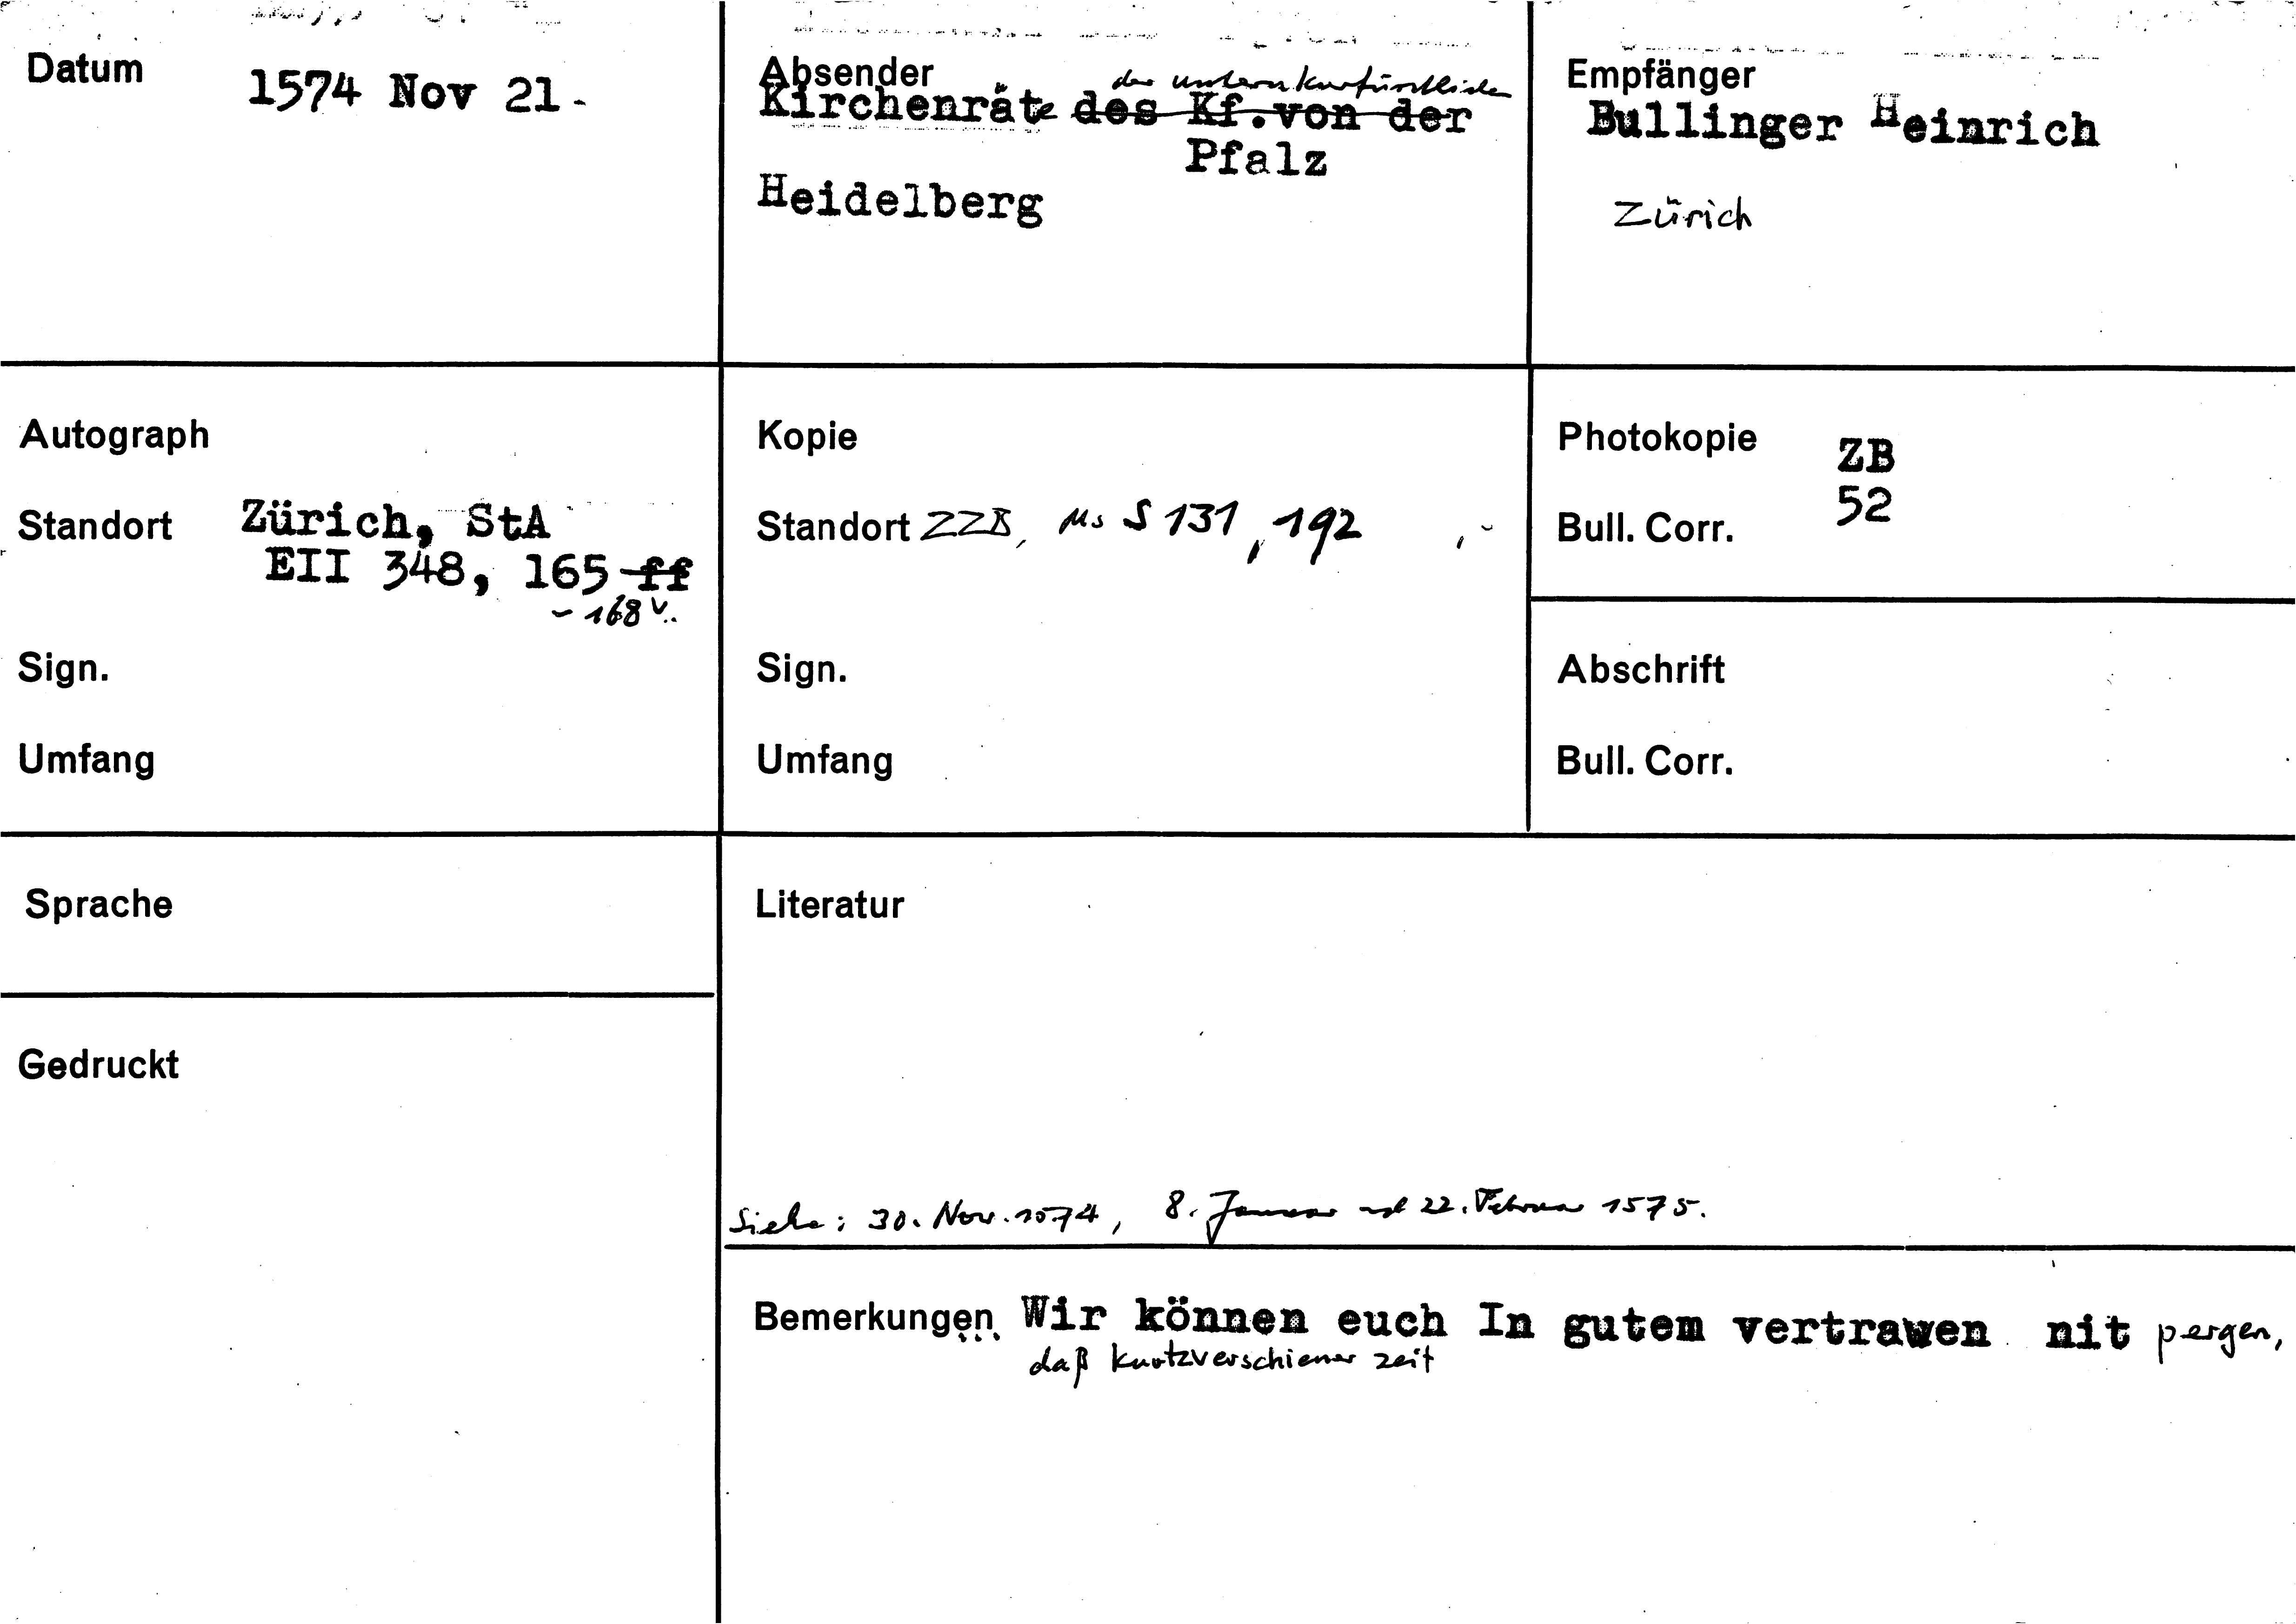 Datum 1574 Nov 21.
Absender der untern kurfürstlichen
Kirchenräte des Kf. von der
Pfalz
Heidelberg
Empfänger
Bullinger Heinrich
Zürich
Autograph
Standort Zürich, StA
EII 348, 165 ff
- 168 v.
Sign.
Umfang
Kopie
Standort ZZB, Ms S 131, 192
Sign.
Umfang
Photokopie ZB
Bull. Corr. 52
Abschrift
Bull. Corr.
Sprache
Gedruckt
Literatur
Siehe: 30. Nov. 1574, 8. Januar und 22. Februar 1575.
Bemerkungen Wir können euch In gutem vertrawen nit pergen,
daß kurtzverschiener zeit